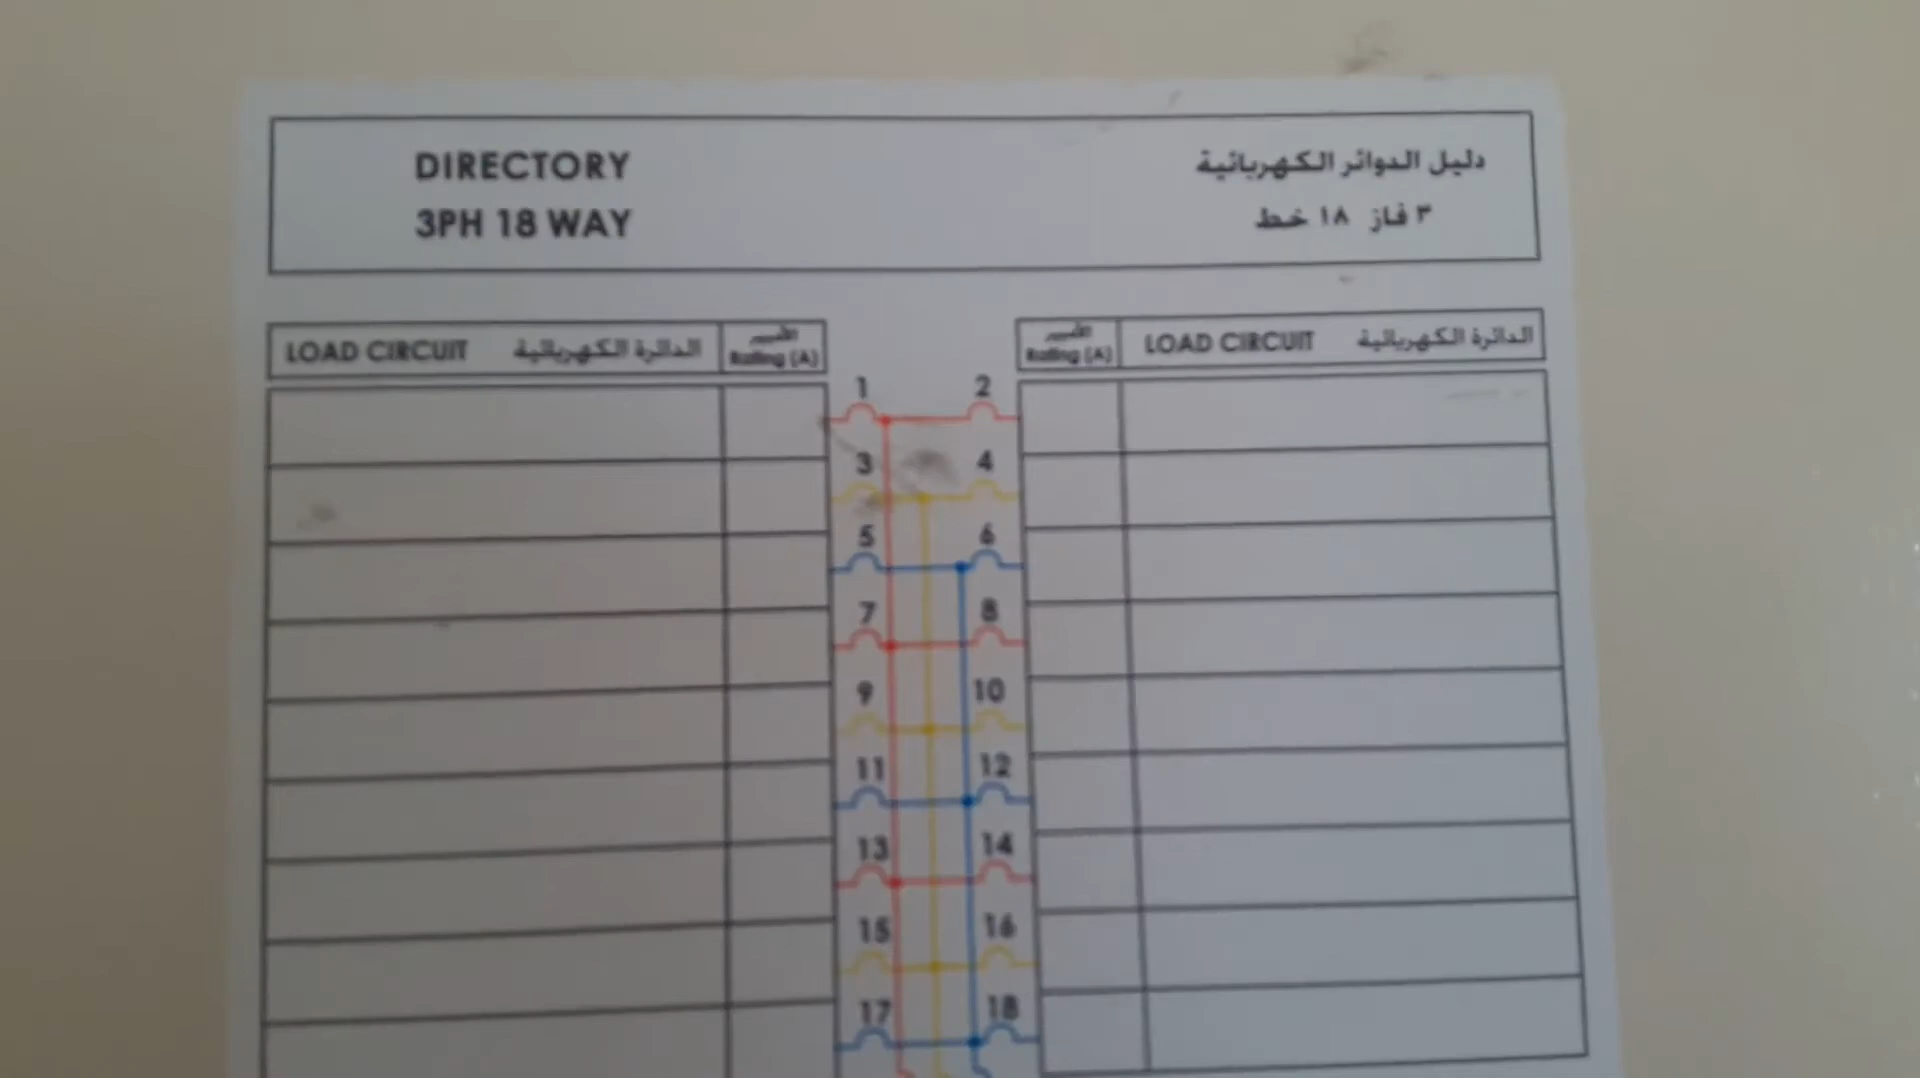 DIRECTORY
3PH 18 WAY
دليل الدوائر الكهربائية
٣ فاز ١٨ خط
LOAD CIRCUIT الدائرة الكهربائية
Rating (A)
Rating (A)
LOAD CIRCUIT الدائرة الكهربائية
1 2
3 4
5 6
7 8
9 10
11 12
13 14
15 16
17 18